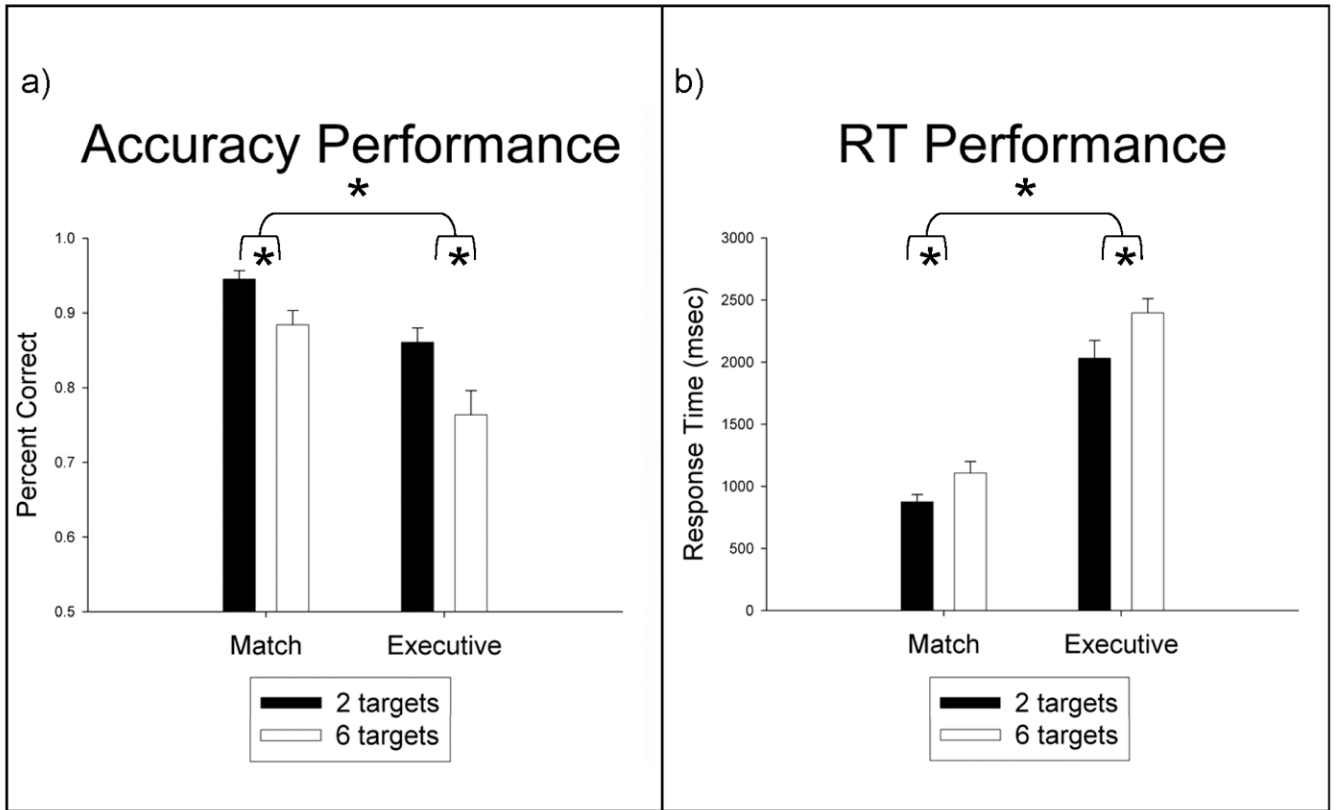 a)
Accuracy Performance
*
* *
1.0
0.9
0.8
0.7
0.6
0.5
Percent Correct
Match Executive
2 targets
6 targets
b)
RT Performance
*
* *
3000
2500
2000
1500
1000
500
0
Response Time (msec)
Match Executive
2 targets
6 targets